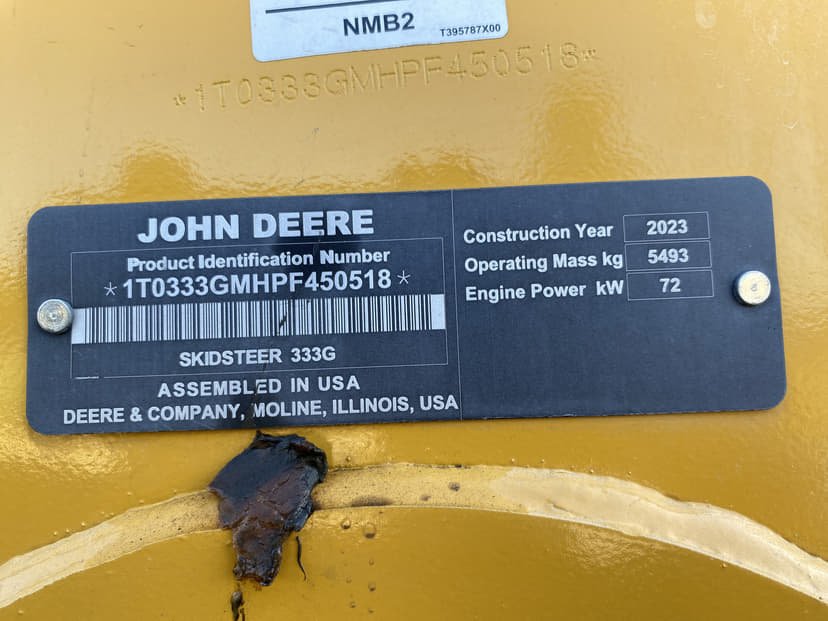 NMB2
T395787X00
*1T0333GMHPF450518*
JOHN DEERE
Product Identification Number
*1T0333GMHPF450518*
SKIDSTEER 333G
ASSEMBLED IN USA
DEERE & COMPANY, MOLINE, ILLINOIS, USA
Construction Year 2023
Operating Mass kg 5493
Engine Power kW 72